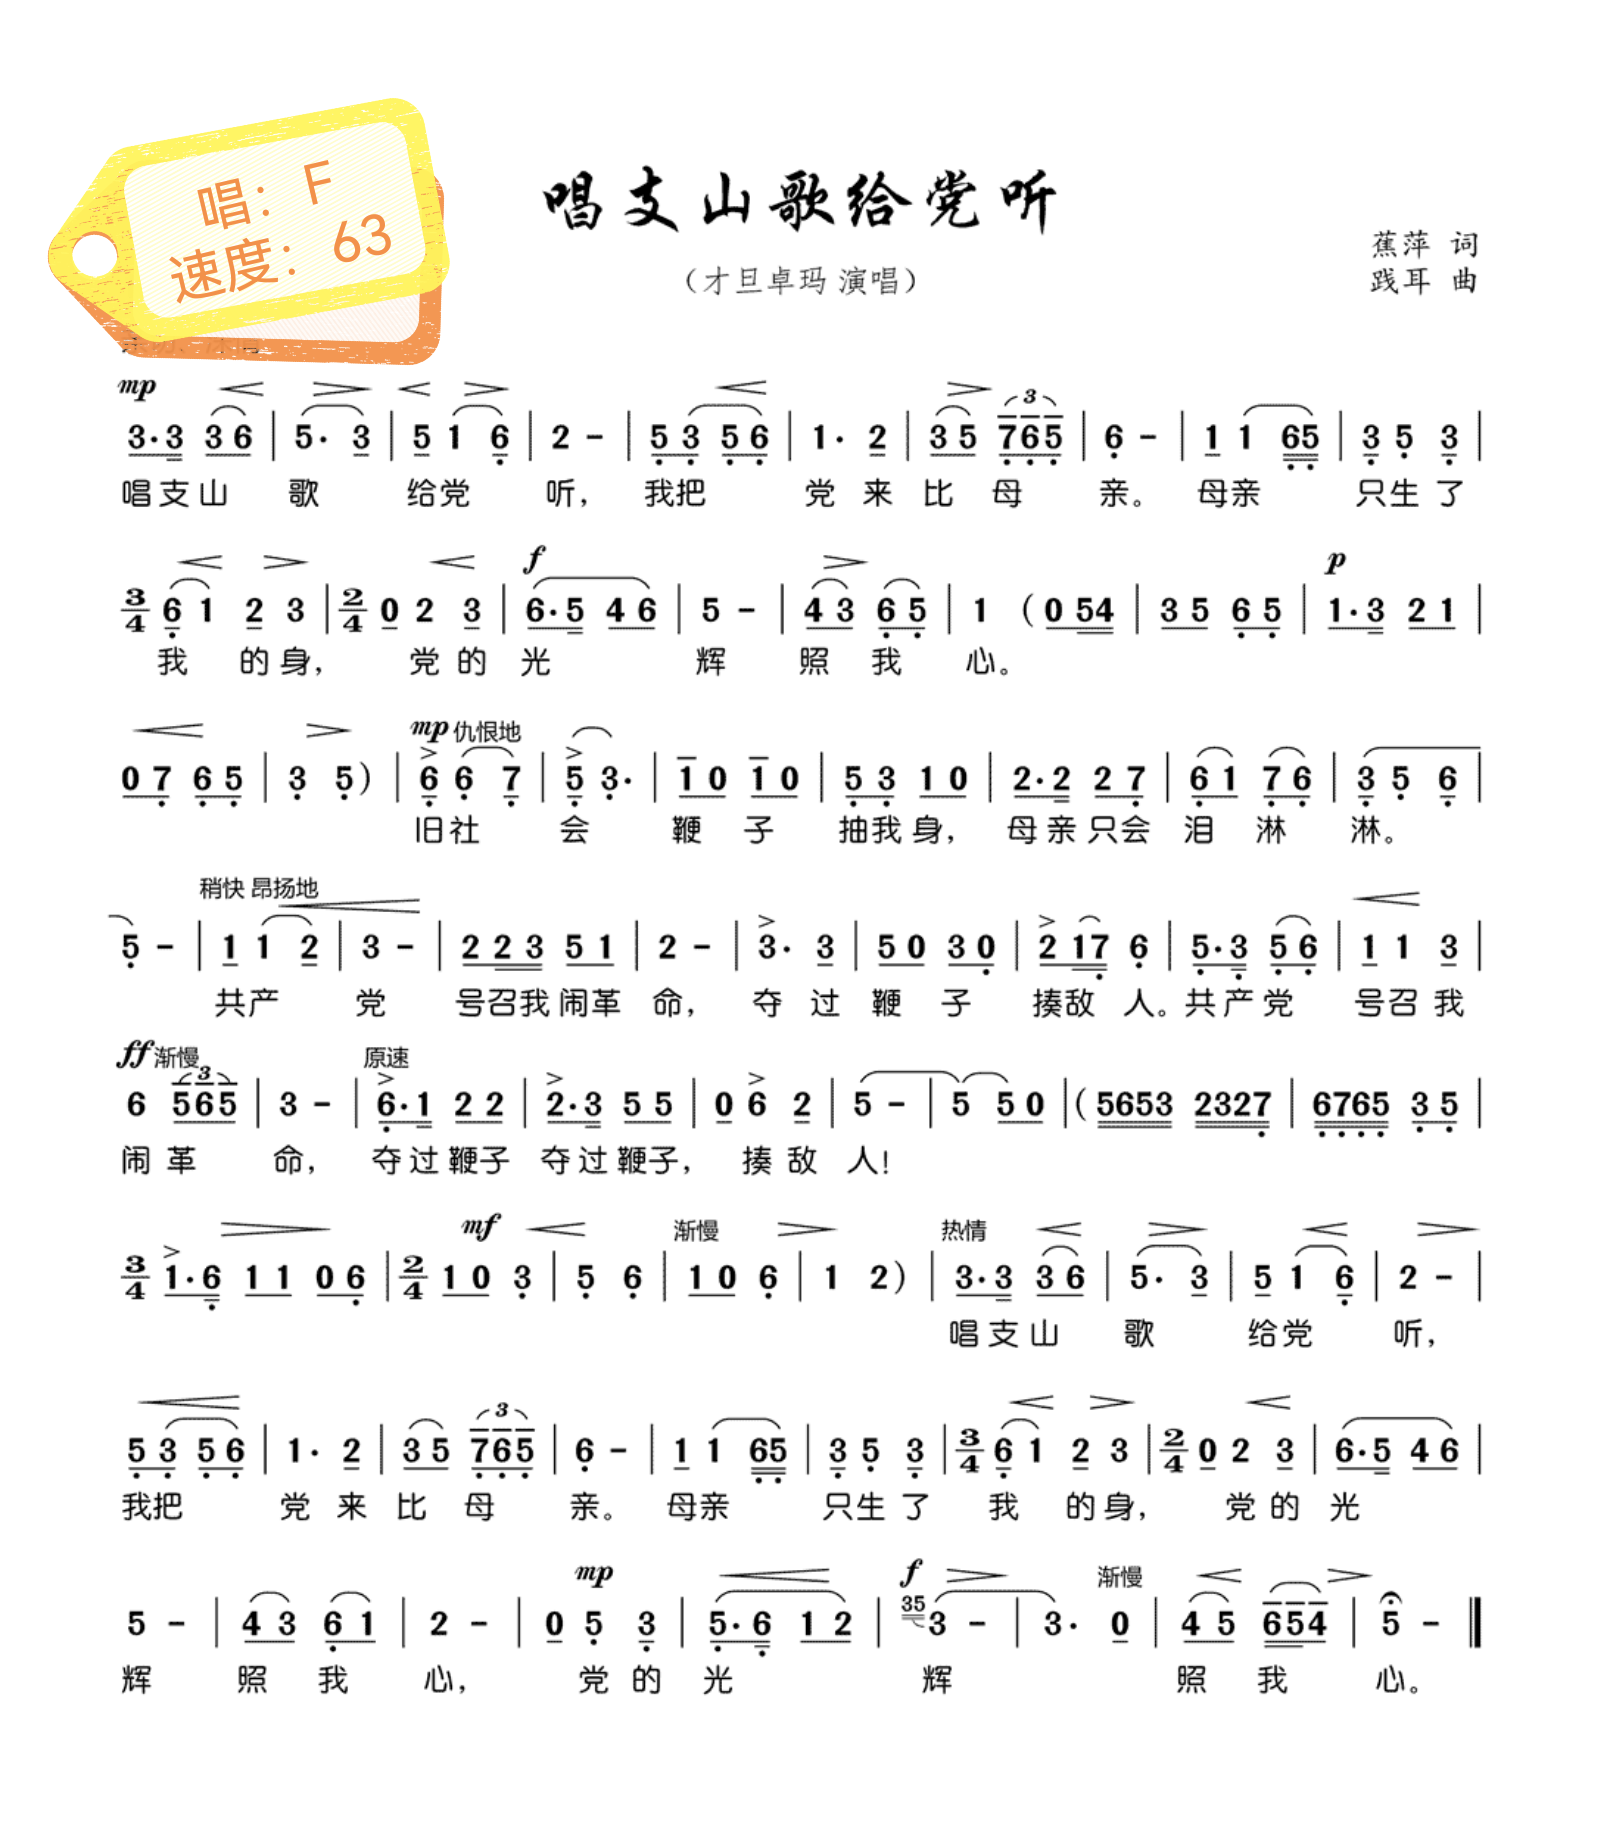 唱：F
速度：63
唱支山歌给党听
（才旦卓玛 演唱）
蕉萍 词
践耳 曲
mp
3·3 3 6 | 5· 3 | 5 1 6 | 2 - | 5 3 5 6 | 1· 2 | 3 5 7 6 5 | 6 - | 1 1 6 5 | 3 5 3 |
唱支山 歌 给党 听， 我把 党 来 比 母 亲。 母亲 只生 了
f p
3/4 6 1 2 3 | 2/4 0 2 3 | 6·5 4 6 | 5 - | 4 3 6 5 | 1 （0 54 | 3 5 6 5 | 1·3 2 1 |
我 的身， 党 的 光 辉 照 我 心。
mp 仇恨地
0 7 6 5 | 3 5） | 6 6 7 | 5 3· | 1 0 1 0 | 5 3 1 0 | 2·2 2 7 | 6 1 7 6 | 3 5 6 |
旧社 会 鞭 子 抽我 身， 母亲只会 泪 淋 淋。
稍快 昂扬地
5 - | 1 1 2 | 3 - | 2 2 3 5 1 | 2 - | 3· 3 | 5 0 3 0 | 2 17 6 | 5·3 5 6 | 1 1 3 |
共产 党 号召我闹革 命， 夺 过 鞭 子 揍敌 人。共产党 号召 我
ff 渐慢 原速
6 3 565 | 3 - | 6·1 2 2 | 2·3 5 5 | 0 6 2 | 5 - | 5 5 0 |（5653 2327 | 6765 3 5 |
闹 革 命， 夺过鞭子 夺过鞭子， 揍 敌 人！
mf 渐慢 热情
3/4 1·6 1 1 0 6 | 2/4 1 0 3 | 5 6 | 1 0 6 | 1 2） | 3·3 3 6 | 5· 3 | 5 1 6 | 2 - |
唱支山 歌 给党 听，
5 3 5 6 | 1· 2 | 3 5 3 765 | 6 - | 1 1 65 | 3 5 3 | 3/4 6 1 2 3 | 2/4 0 2 3 | 6·5 4 6 |
我把 党 来 比 母 亲。 母亲 只生 了 我 的身， 党 的 光
mp f 渐慢
5 - | 4 3 6 1 | 2 - | 0 5 3 | 5·6 1 2 | 35 3 - | 3· 0 | 4 5 654 | 5 - ‖
辉 照 我 心， 党 的 光 辉 照 我 心。